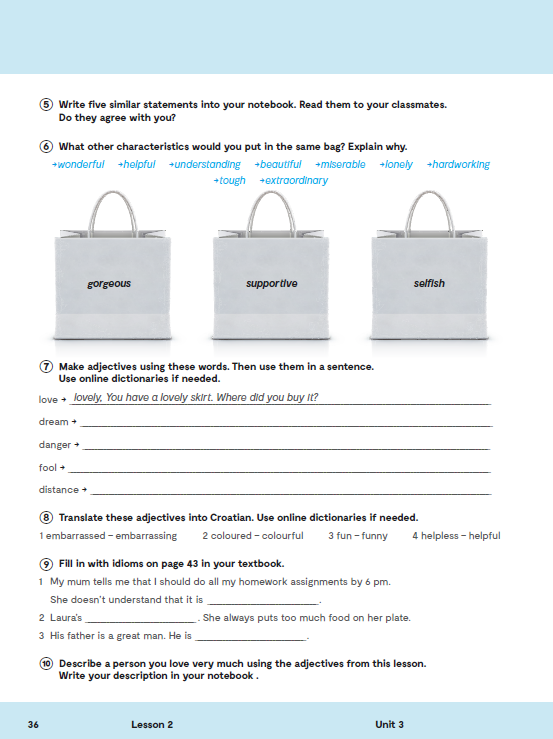 5 Write five similar statements into your notebook. Read them to your classmates.
Do they agree with you?
6 What other characteristics would you put in the same bag? Explain why.
→wonderful →helpful →understanding →beautiful →miserable →lonely →hardworking
→tough →extraordinary
gorgeous supportive selfish
7 Make adjectives using these words. Then use them in a sentence.
Use online dictionaries if needed.
love → lovely, You have a lovely skirt. Where did you buy it?
dream →
danger →
fool →
distance →
8 Translate these adjectives into Croatian. Use online dictionaries if needed.
1 embarrassed – embarrassing 2 coloured – colourful 3 fun – funny 4 helpless – helpful
9 Fill in with idioms on page 43 in your textbook.
1 My mum tells me that I should do all my homework assignments by 6 pm.
She doesn't understand that it is ____________________.
2 Laura's ____________________. She always puts too much food on her plate.
3 His father is a great man. He is ____________________.
10 Describe a person you love very much using the adjectives from this lesson.
Write your description in your notebook .
36 Lesson 2 Unit 3